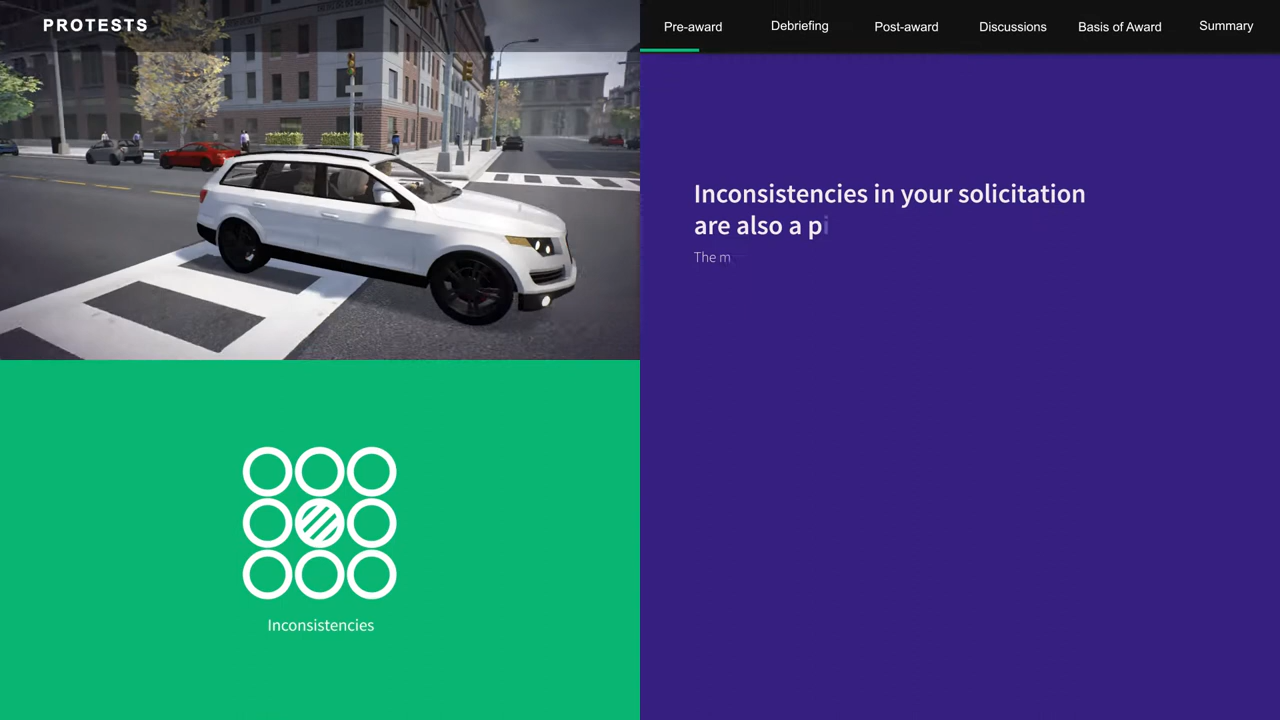 PROTESTS
Pre-award Debriefing Post-award Discussions Basis of Award Summary
Inconsistencies in your solicitation
are also a pi
The m
Inconsistencies